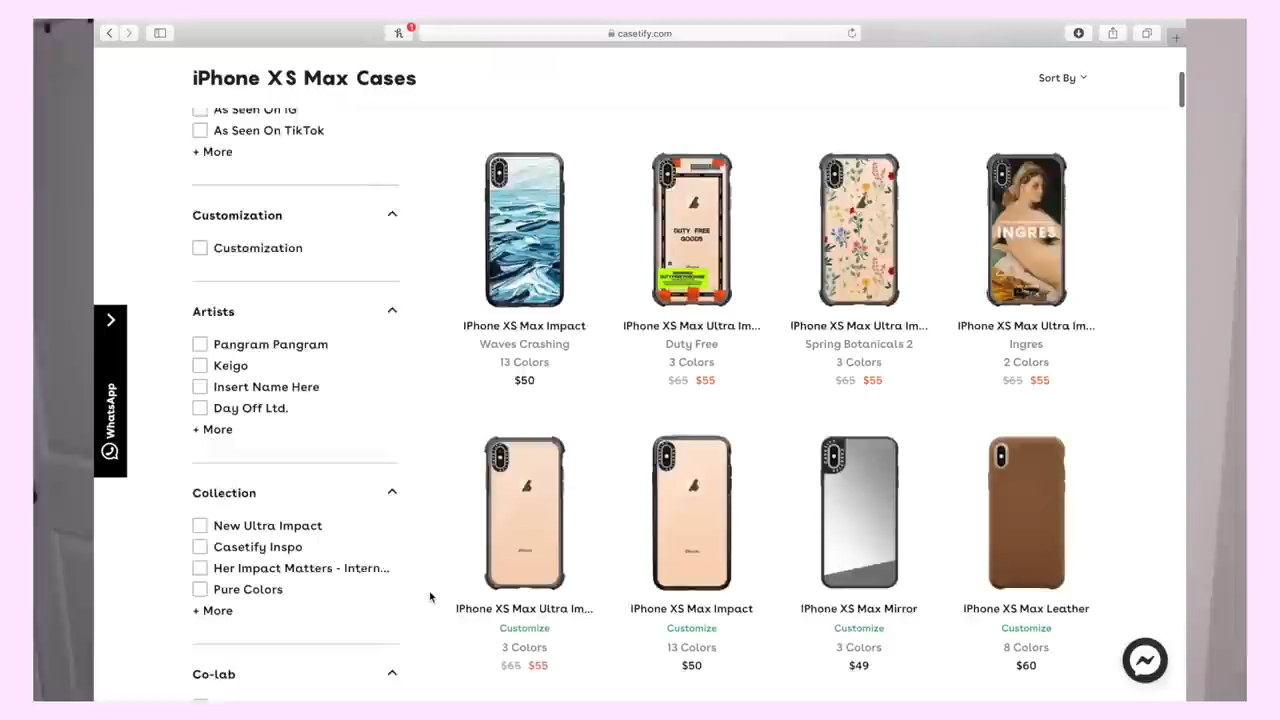 1
casetify.com
iPhone XS Max Cases
Sort By
As Seen On IG
As Seen On TikTok
+ More
Customization
Customization
Artists
Pangram Pangram
Keigo
Insert Name Here
Day Off Ltd.
+ More
Collection
New Ultra Impact
Casetify Inspo
Her Impact Matters - Intern...
Pure Colors
+ More
Co-lab
WhatsApp
DUTY FREE
GOODS
INGRES
iPhone XS Max Impact
Waves Crashing
13 Colors
$50
iPhone XS Max Ultra Im...
Duty Free
3 Colors
$65 $55
iPhone XS Max Ultra Im...
Spring Botanicals 2
3 Colors
$65 $55
iPhone XS Max Ultra Im...
Ingres
2 Colors
$65 $55
iPhone XS Max Ultra Im...
Customize
3 Colors
$65 $55
iPhone XS Max Impact
Customize
13 Colors
$50
iPhone XS Max Mirror
Customize
3 Colors
$49
iPhone XS Max Leather
Customize
8 Colors
$60